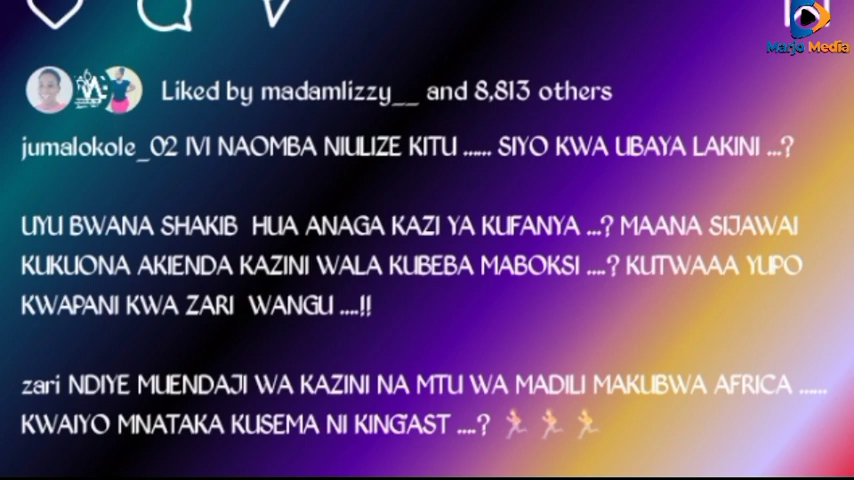 Marjo Media
Liked by madamlizzy__ and 8,813 others
jumalokole_02 IVI NAOMBA NIULIZE KITU ...... SIYO KWA UBAYA LAKINI ...?
UYU BWANA SHAKIB HUA ANAGA KAZI YA KUFANYA ...? MAANA SIJAWAI
KUKUONA AKIENDA KAZINI WALA KUBEBA MABOKSI ....? KUTWAAA YUPO
KWAPANI KWA ZARI WANGU ....!!
zari NDIYE MUENDAJI WA KAZINI NA MTU WA MADILI MAKUBWA AFRICA ......
KWAIYO MNATAKA KUSEMA NI KINGAST ....? 🏃🏃🏃